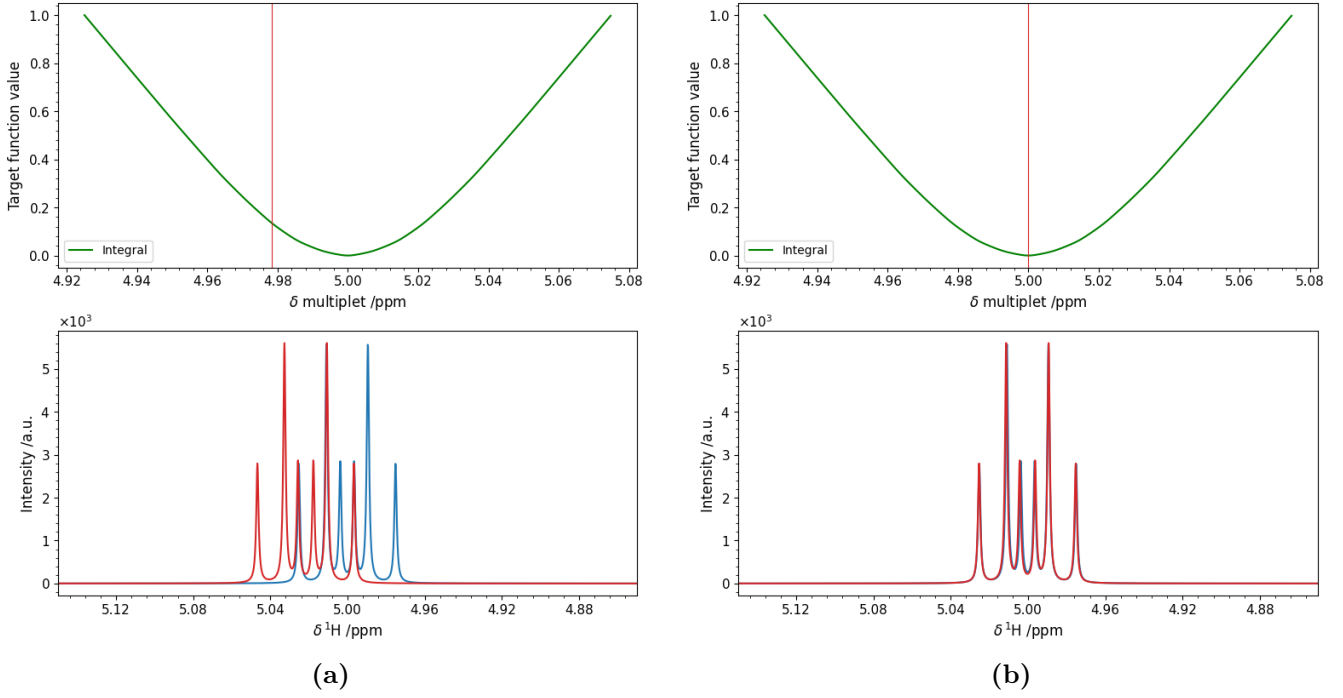 1.0
0.8
0.6
0.4
0.2
0.0
Target function value
Integral
4.92 4.94 4.96 4.98 5.00 5.02 5.04 5.06 5.08
δ multiplet /ppm
1.0
0.8
0.6
0.4
0.2
0.0
Target function value
Integral
4.92 4.94 4.96 4.98 5.00 5.02 5.04 5.06 5.08
δ multiplet /ppm
×10³
5
4
3
2
1
0
Intensity /a.u.
5.12 5.08 5.04 5.00 4.96 4.92 4.88
δ ¹H /ppm
(a)
×10³
5
4
3
2
1
0
Intensity /a.u.
5.12 5.08 5.04 5.00 4.96 4.92 4.88
δ ¹H /ppm
(b)